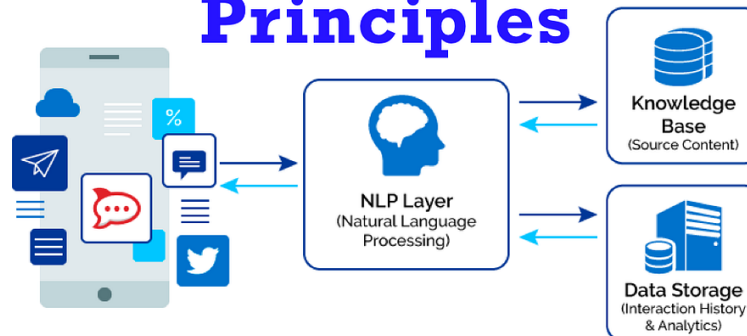 Principles
%
NLP Layer
(Natural Language
Processing)
Knowledge
Base
(Source Content)
Data Storage
(Interaction History
& Analytics)